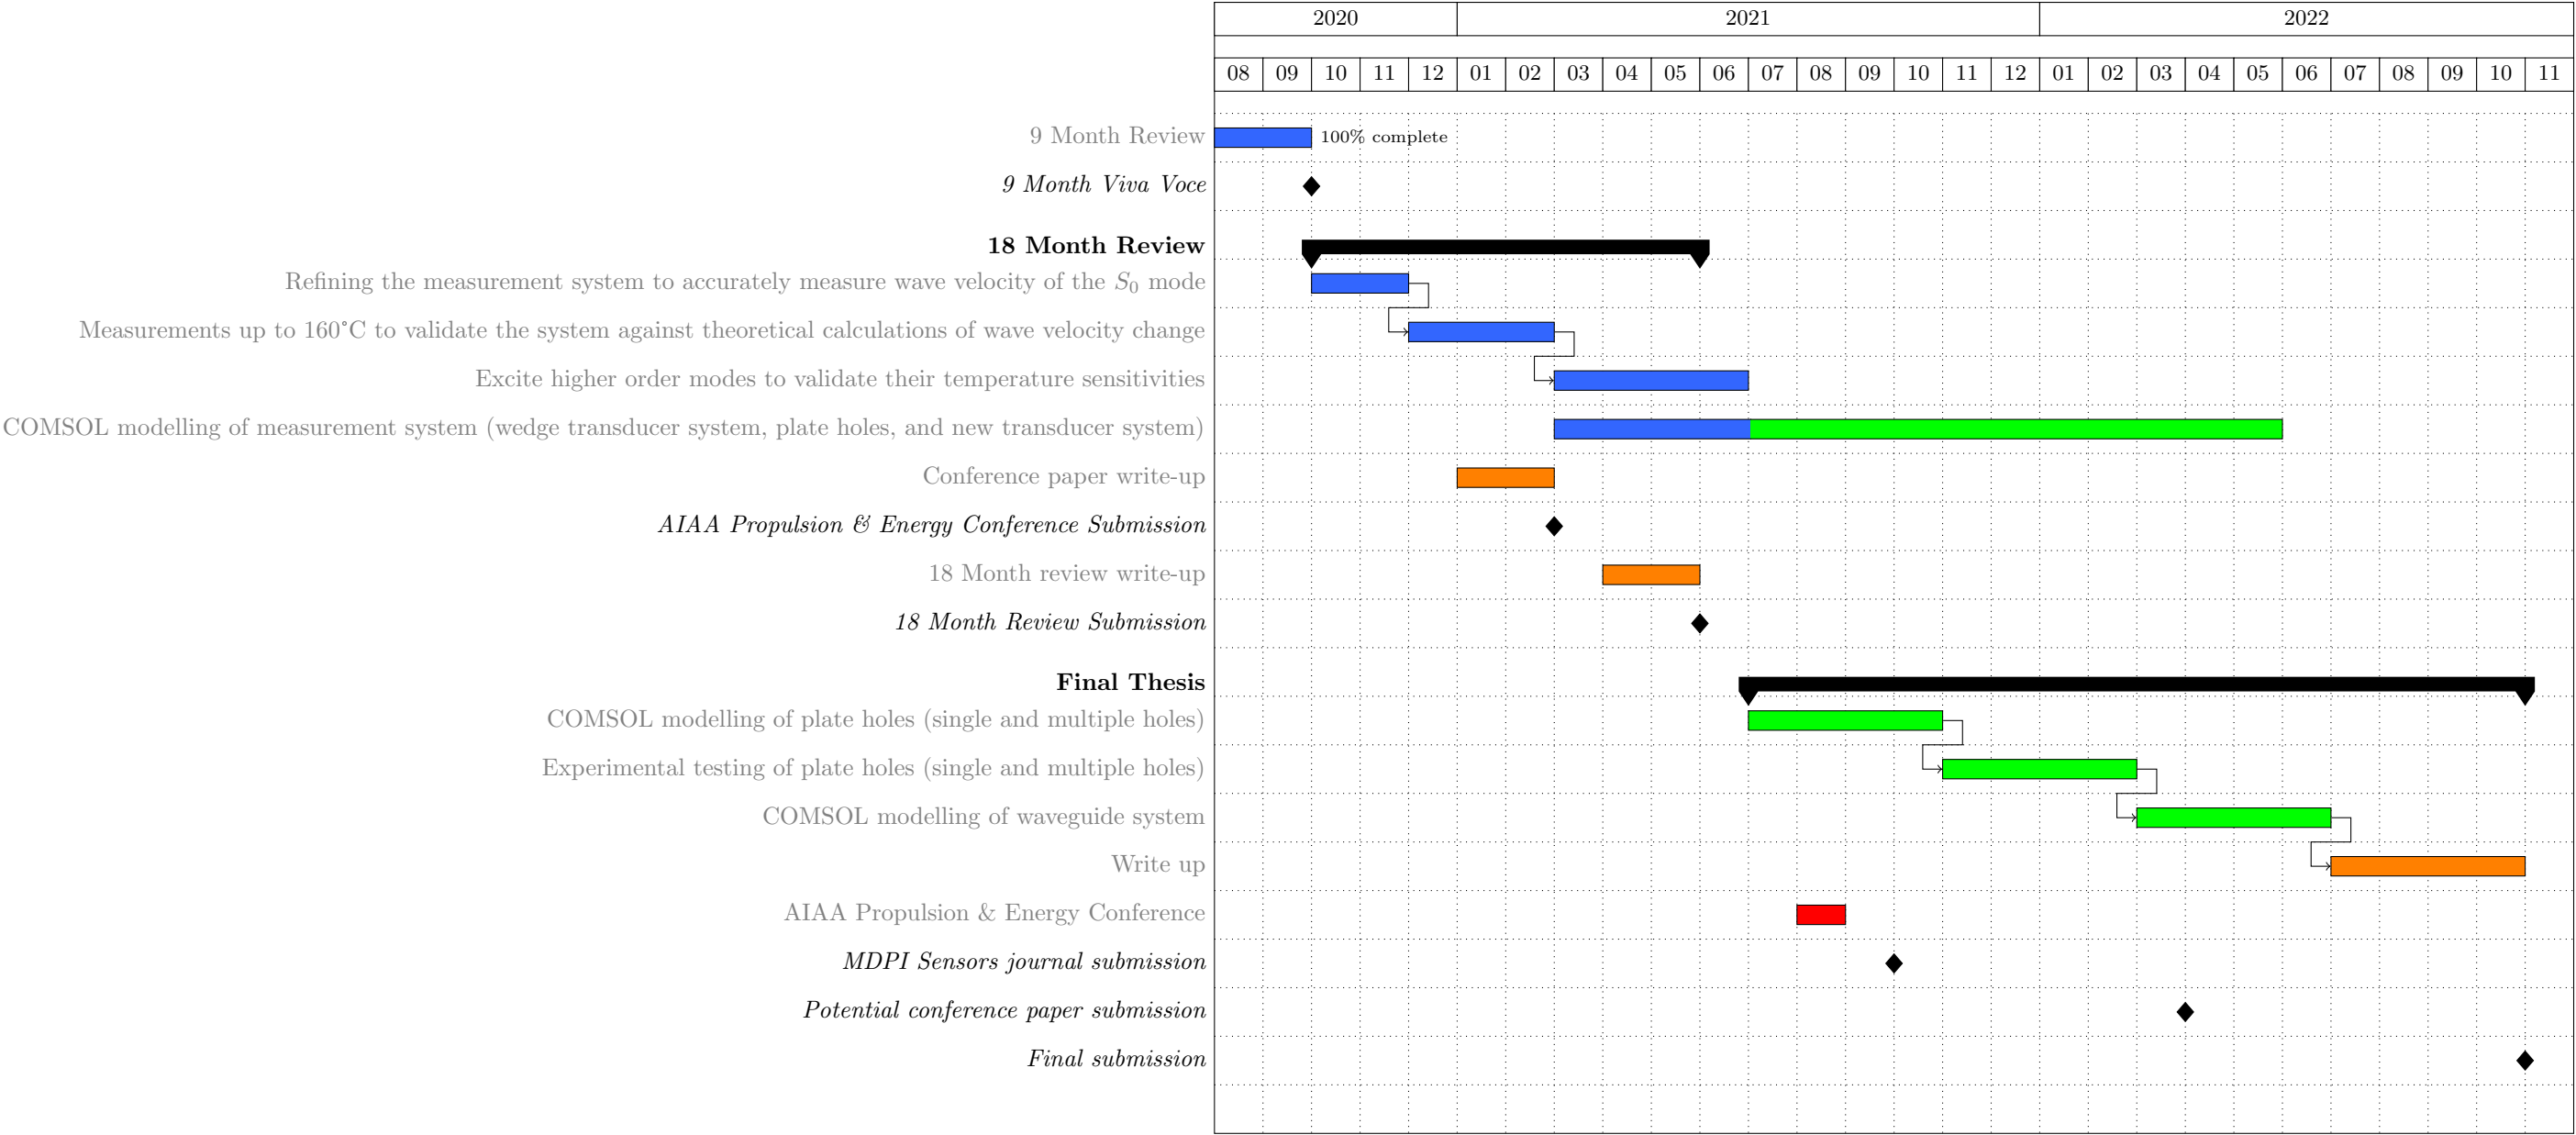 2020 2021 2022
08 09 10 11 12 01 02 03 04 05 06 07 08 09 10 11 12 01 02 03 04 05 06 07 08 09 10 11
9 Month Review 100% complete
9 Month Viva Voce
18 Month Review
Refining the measurement system to accurately measure wave velocity of the S₀ mode
Measurements up to 160°C to validate the system against theoretical calculations of wave velocity change
Excite higher order modes to validate their temperature sensitivities
COMSOL modelling of measurement system (wedge transducer system, plate holes, and new transducer system)
Conference paper write-up
AIAA Propulsion & Energy Conference Submission
18 Month review write-up
18 Month Review Submission
Final Thesis
COMSOL modelling of plate holes (single and multiple holes)
Experimental testing of plate holes (single and multiple holes)
COMSOL modelling of waveguide system
Write up
AIAA Propulsion & Energy Conference
MDPI Sensors journal submission
Potential conference paper submission
Final submission